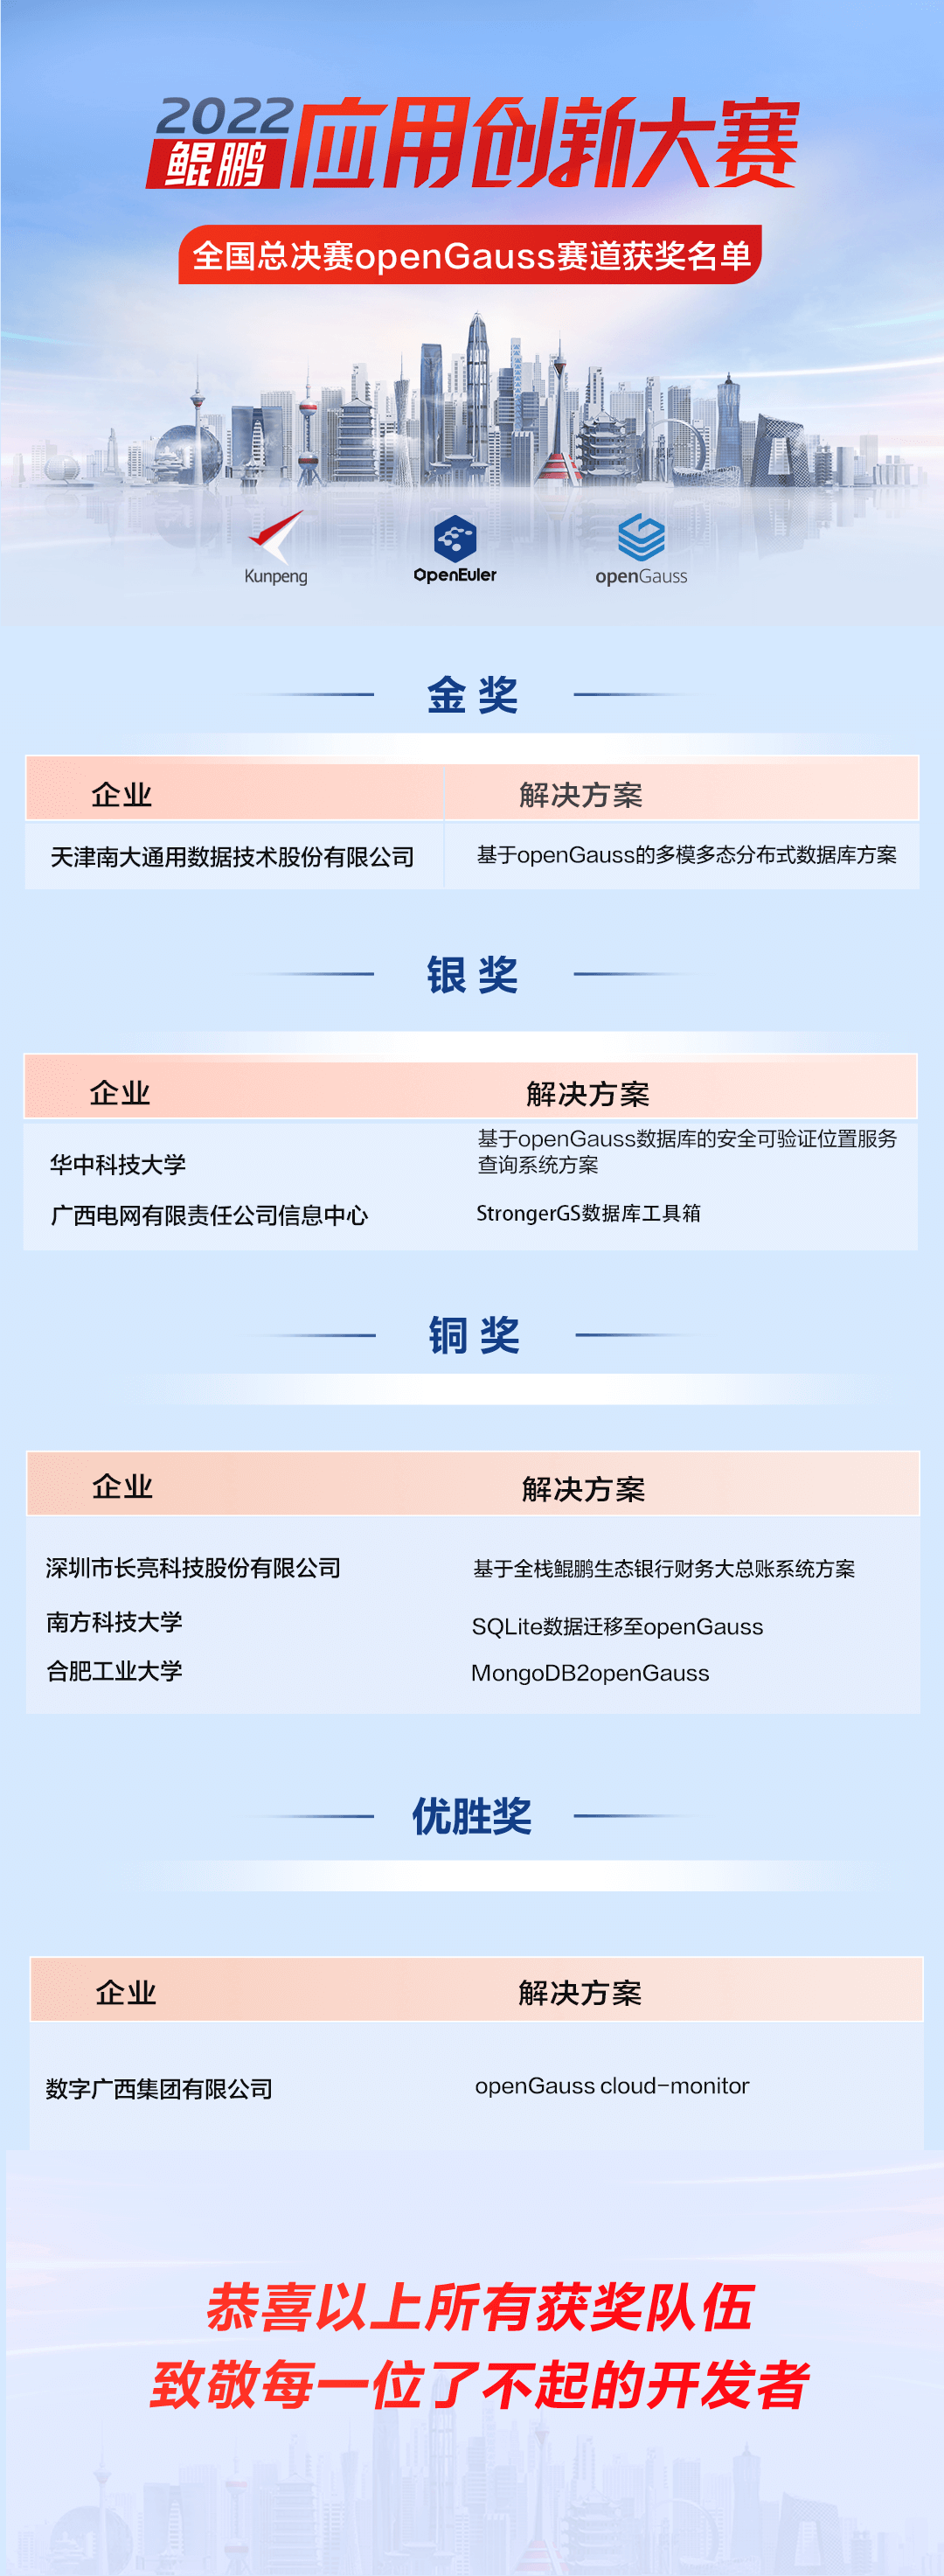 2022
鲲鹏
应用创新大赛
全国总决赛openGauss赛道获奖名单
Kunpeng
OpenEuler
openGauss
金奖
企业
解决方案
天津南大通用数据技术股份有限公司
基于openGauss的多模多态分布式数据库方案
银奖
企业
解决方案
华中科技大学
基于openGauss数据库的安全可验证位置服务
查询系统方案
广西电网有限责任公司信息中心
StrongerGS数据库工具箱
铜奖
企业
解决方案
深圳市长亮科技股份有限公司
基于全栈鲲鹏生态银行财务大总账系统方案
南方科技大学
SQLite数据迁移至openGauss
合肥工业大学
MongoDB2openGauss
优胜奖
企业
解决方案
数字广西集团有限公司
openGauss cloud-monitor
恭喜以上所有获奖队伍
致敬每一位了不起的开发者